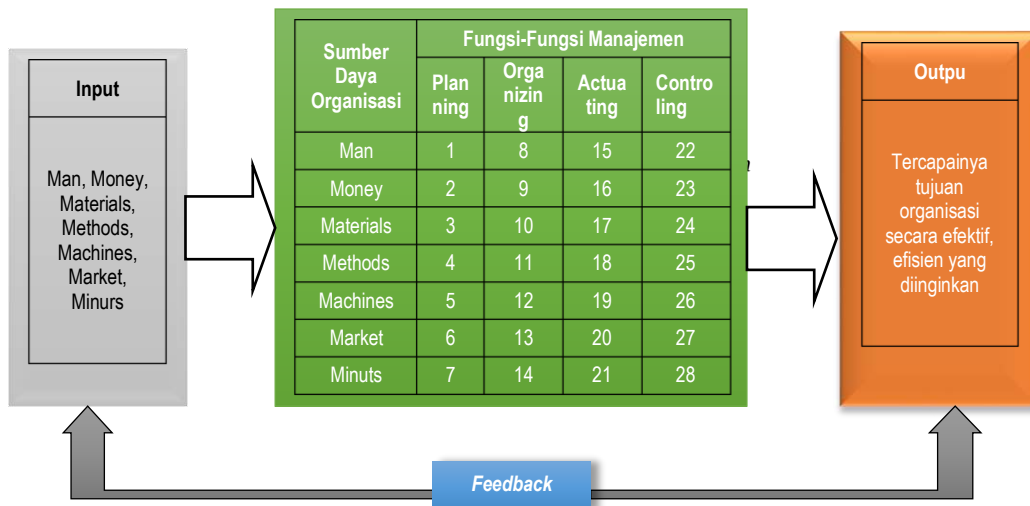 Input
Man, Money,
Materials,
Methods,
Machines,
Market,
Minurs
Sumber
Daya
Organisasi
Fungsi-Fungsi Manajemen
Plan
ning
Orga
nizin
g
Actua
ting
Contro
ling
Man 1 8 15 22
Money 2 9 16 23
Materials 3 10 17 24
Methods 4 11 18 25
Machines 5 12 19 26
Market 6 13 20 27
Minuts 7 14 21 28
Outpu
Tercapainya
tujuan
organisasi
secara efektif,
efisien yang
diinginkan
Feedback